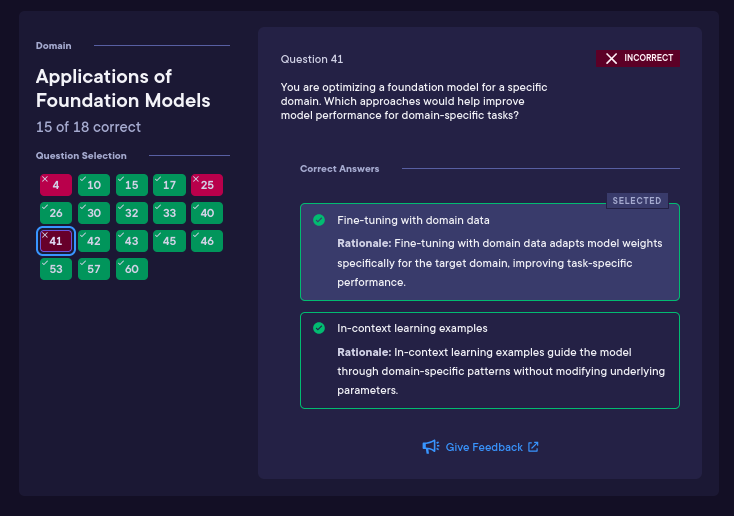 Domain
Applications of
Foundation Models
15 of 18 correct
Question Selection
4 10 15 17 25
26 30 32 33 40
41 42 43 45 46
53 57 60
Question 41
INCORRECT
You are optimizing a foundation model for a specific
domain. Which approaches would help improve
model performance for domain-specific tasks?
Correct Answers
SELECTED
Fine-tuning with domain data
Rationale: Fine-tuning with domain data adapts model weights
specifically for the target domain, improving task-specific
performance.
In-context learning examples
Rationale: In-context learning examples guide the model
through domain-specific patterns without modifying underlying
parameters.
Give Feedback